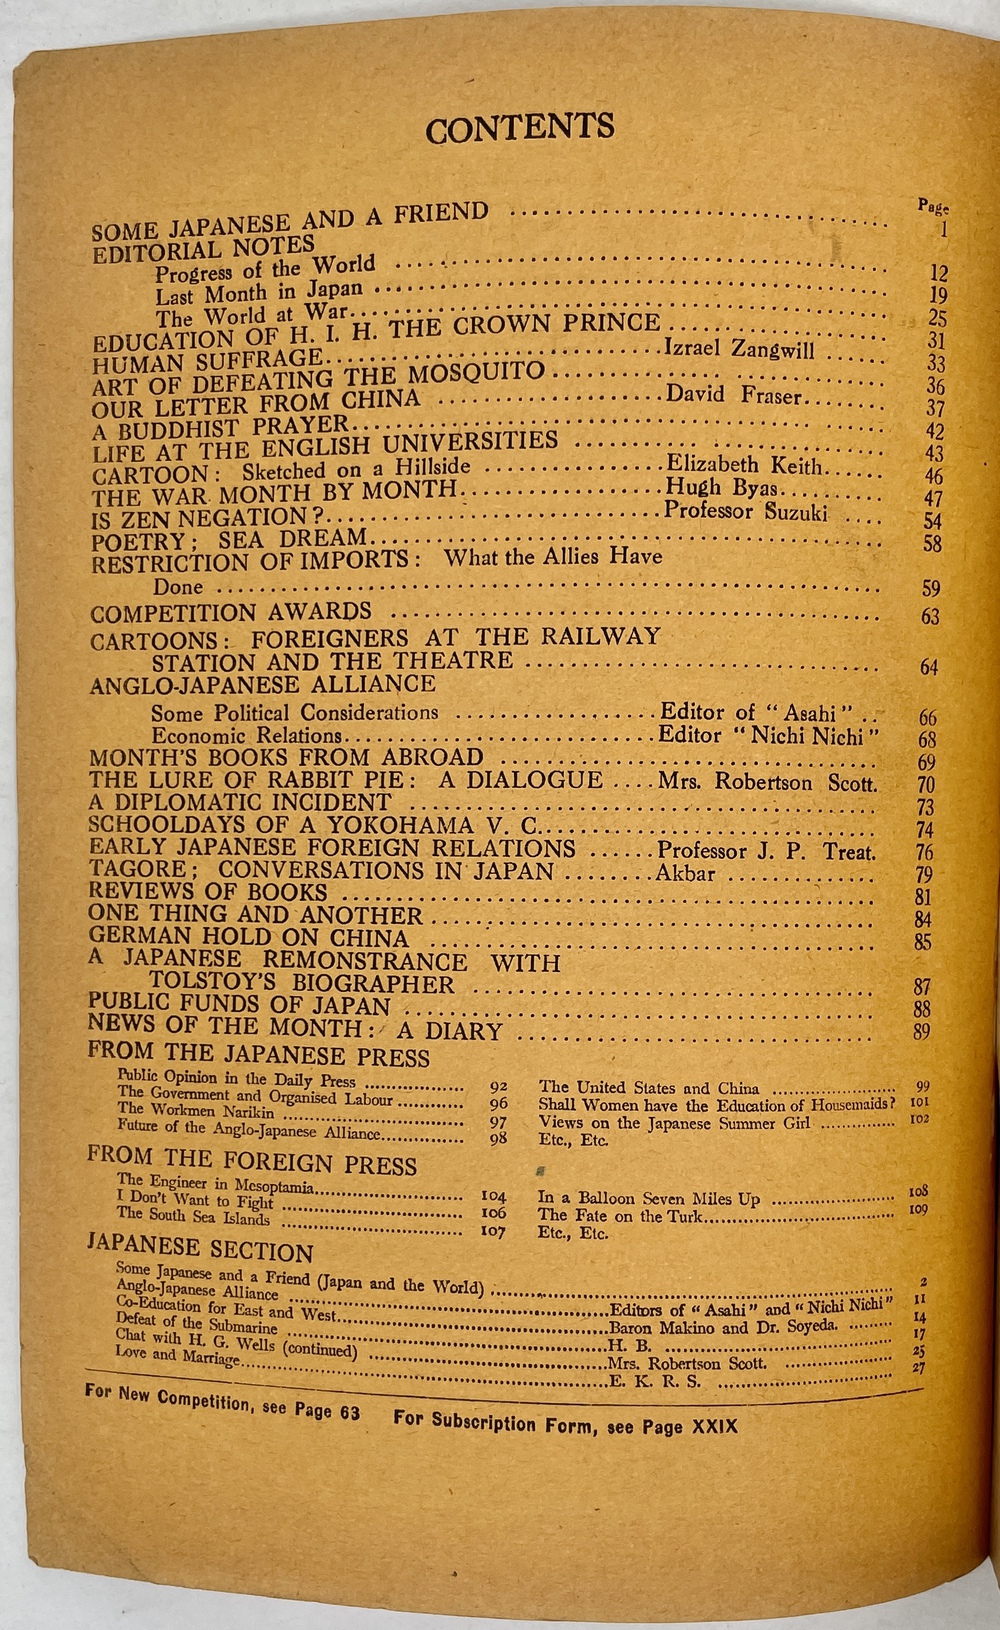 CONTENTS
Page
SOME JAPANESE AND A FRIEND ........ 1
EDITORIAL NOTES
Progress of the World ........ 12
Last Month in Japan ........ 19
The World at War ........ 25
EDUCATION OF H. I. H. THE CROWN PRINCE ........ 31
HUMAN SUFFRAGE ........ Izrael Zangwill ...... 33
ART OF DEFEATING THE MOSQUITO ........ 36
OUR LETTER FROM CHINA ........ David Fraser ........ 37
A BUDDHIST PRAYER ........ 42
LIFE AT THE ENGLISH UNIVERSITIES ........ 43
CARTOON: Sketched on a Hillside ........ Elizabeth Keith ...... 46
THE WAR MONTH BY MONTH ........ Hugh Byas ........ 47
IS ZEN NEGATION? ........ Professor Suzuki .... 54
POETRY; SEA DREAM ........ 58
RESTRICTION OF IMPORTS: What the Allies Have
Done ........ 59
COMPETITION AWARDS ........ 63
CARTOONS: FOREIGNERS AT THE RAILWAY
STATION AND THE THEATRE ........ 64
ANGLO-JAPANESE ALLIANCE
Some Political Considerations ........ Editor of "Asahi" .. 66
Economic Relations ........ Editor "Nichi Nichi" 68
MONTH'S BOOKS FROM ABROAD ........ 69
THE LURE OF RABBIT PIE: A DIALOGUE .... Mrs. Robertson Scott. 70
A DIPLOMATIC INCIDENT ........ 73
SCHOOLDAYS OF A YOKOHAMA V. C. ........ 74
EARLY JAPANESE FOREIGN RELATIONS ...... Professor J. P. Treat. 76
TAGORE; CONVERSATIONS IN JAPAN ........ Akbar ........ 79
REVIEWS OF BOOKS ........ 81
ONE THING AND ANOTHER ........ 84
GERMAN HOLD ON CHINA ........ 85
A JAPANESE REMONSTRANCE WITH
TOLSTOY'S BIOGRAPHER ........ 87
PUBLIC FUNDS OF JAPAN ........ 88
NEWS OF THE MONTH: A DIARY ........ 89
FROM THE JAPANESE PRESS
Public Opinion in the Daily Press ........ 92
The Government and Organised Labour ........ 96
The Workmen Narikin ........ 97
Future of the Anglo-Japanese Alliance ........ 98
The United States and China ........ 99
Shall Women have the Education of Housemaids? 101
Views on the Japanese Summer Girl ........ 102
Etc., Etc.
FROM THE FOREIGN PRESS
The Engineer in Mesoptamia ........ 104
I Don't Want to Fight ........ 106
The South Sea Islands ........ 107
In a Balloon Seven Miles Up ........ 108
The Fate on the Turk ........ 109
Etc., Etc.
JAPANESE SECTION
Some Japanese and a Friend (Japan and the World) ........ 2
Anglo-Japanese Alliance ........ Editors of "Asahi" and "Nichi Nichi" 11
Co-Education for East and West ........ Baron Makino and Dr. Soyeda. ........ 14
Defeat of the Submarine ........ H. B. ........ 17
Chat with H. G. Wells (continued) ........ Mrs. Robertson Scott. ........ 25
Love and Marriage ........ E. K. R. S. ........ 27
For New Competition, see Page 63 For Subscription Form, see Page XXIX